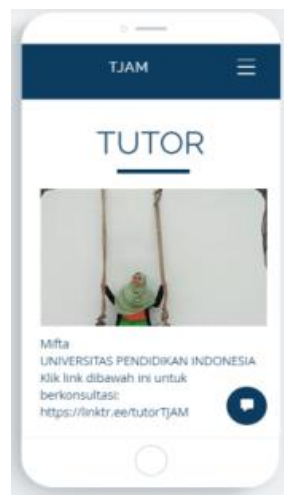 TJAM
TUTOR
Mifta
UNIVERSITAS PENDIDIKAN INDONESIA
Klik link dibawah ini untuk
berkonsultasi:
https://linktr.ee/tutorTJAM